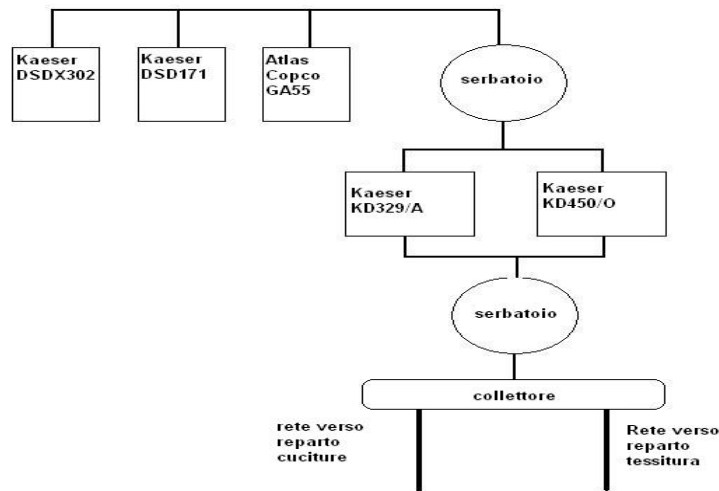 Kaeser
DSDX302
Kaeser
DSD171
Atlas
Copco
GA55
serbatoio
Kaeser
KD329/A
Kaeser
KD450/O
serbatoio
collettore
rete verso
reparto
cuciture
Rete verso
reparto
tessitura